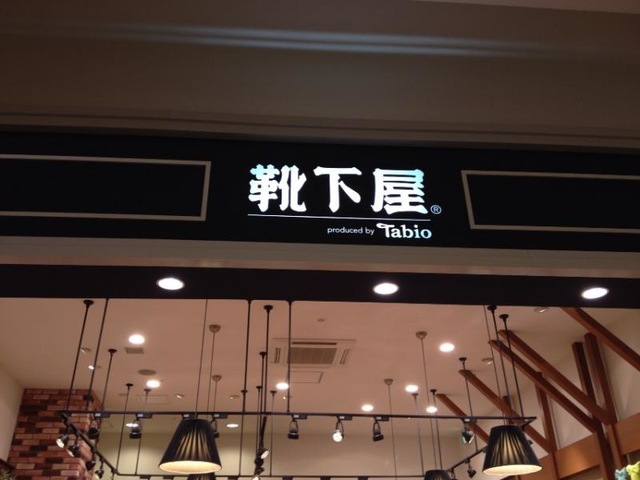 靴下屋®
produced by Tabio